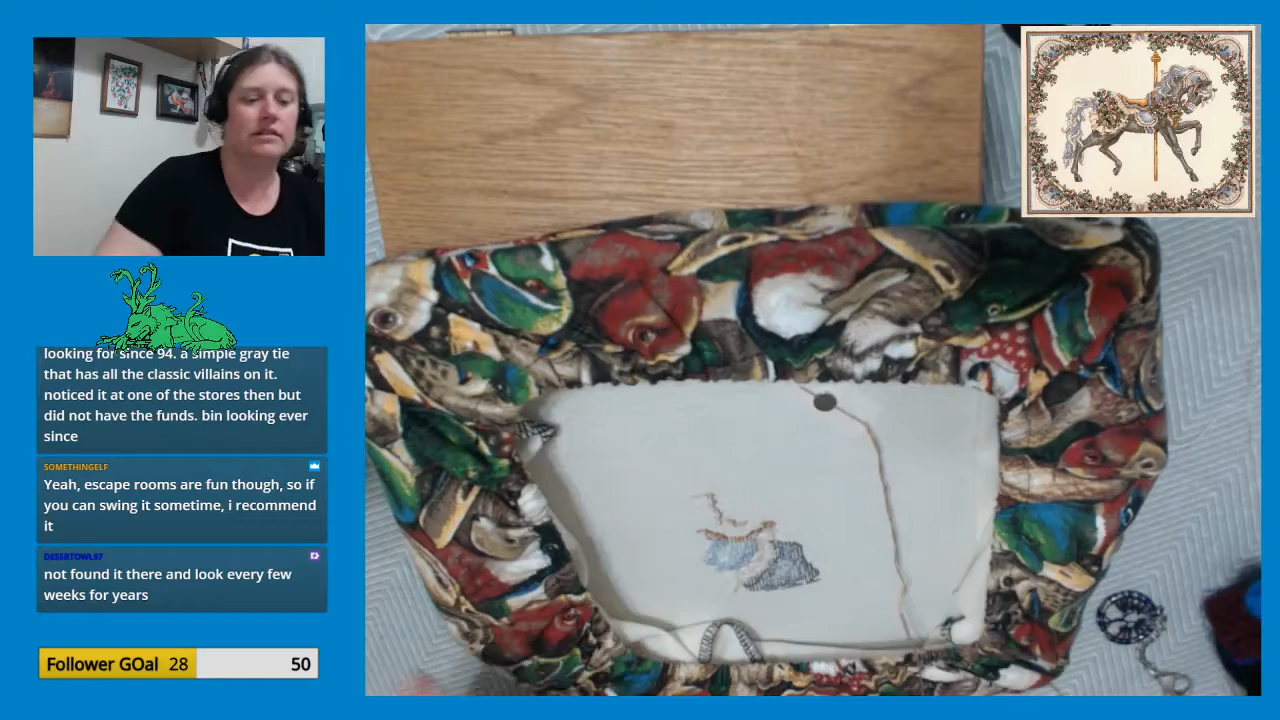 looking for since 94. a simple gray tie
that has all the classic villains on it.
noticed it at one of the stores then but
did not have the funds. bin looking ever
since
SOMETHINGELF
Yeah, escape rooms are fun though, so if
you can swing it sometime, i recommend
it
DESERTOWL97
not found it there and look every few
weeks for years
Follower GOal 28 50